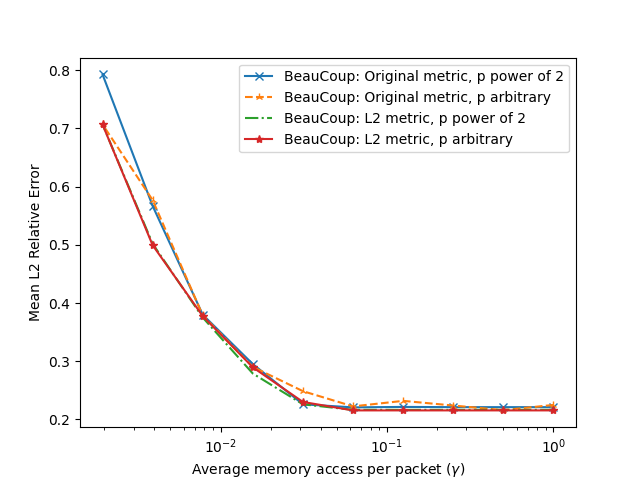 BeauCoup: Original metric, p power of 2
BeauCoup: Original metric, p arbitrary
BeauCoup: L2 metric, p power of 2
BeauCoup: L2 metric, p arbitrary
Mean L2 Relative Error
0.8
0.7
0.6
0.5
0.4
0.3
0.2
10⁻² 10⁻¹ 10⁰
Average memory access per packet (γ)